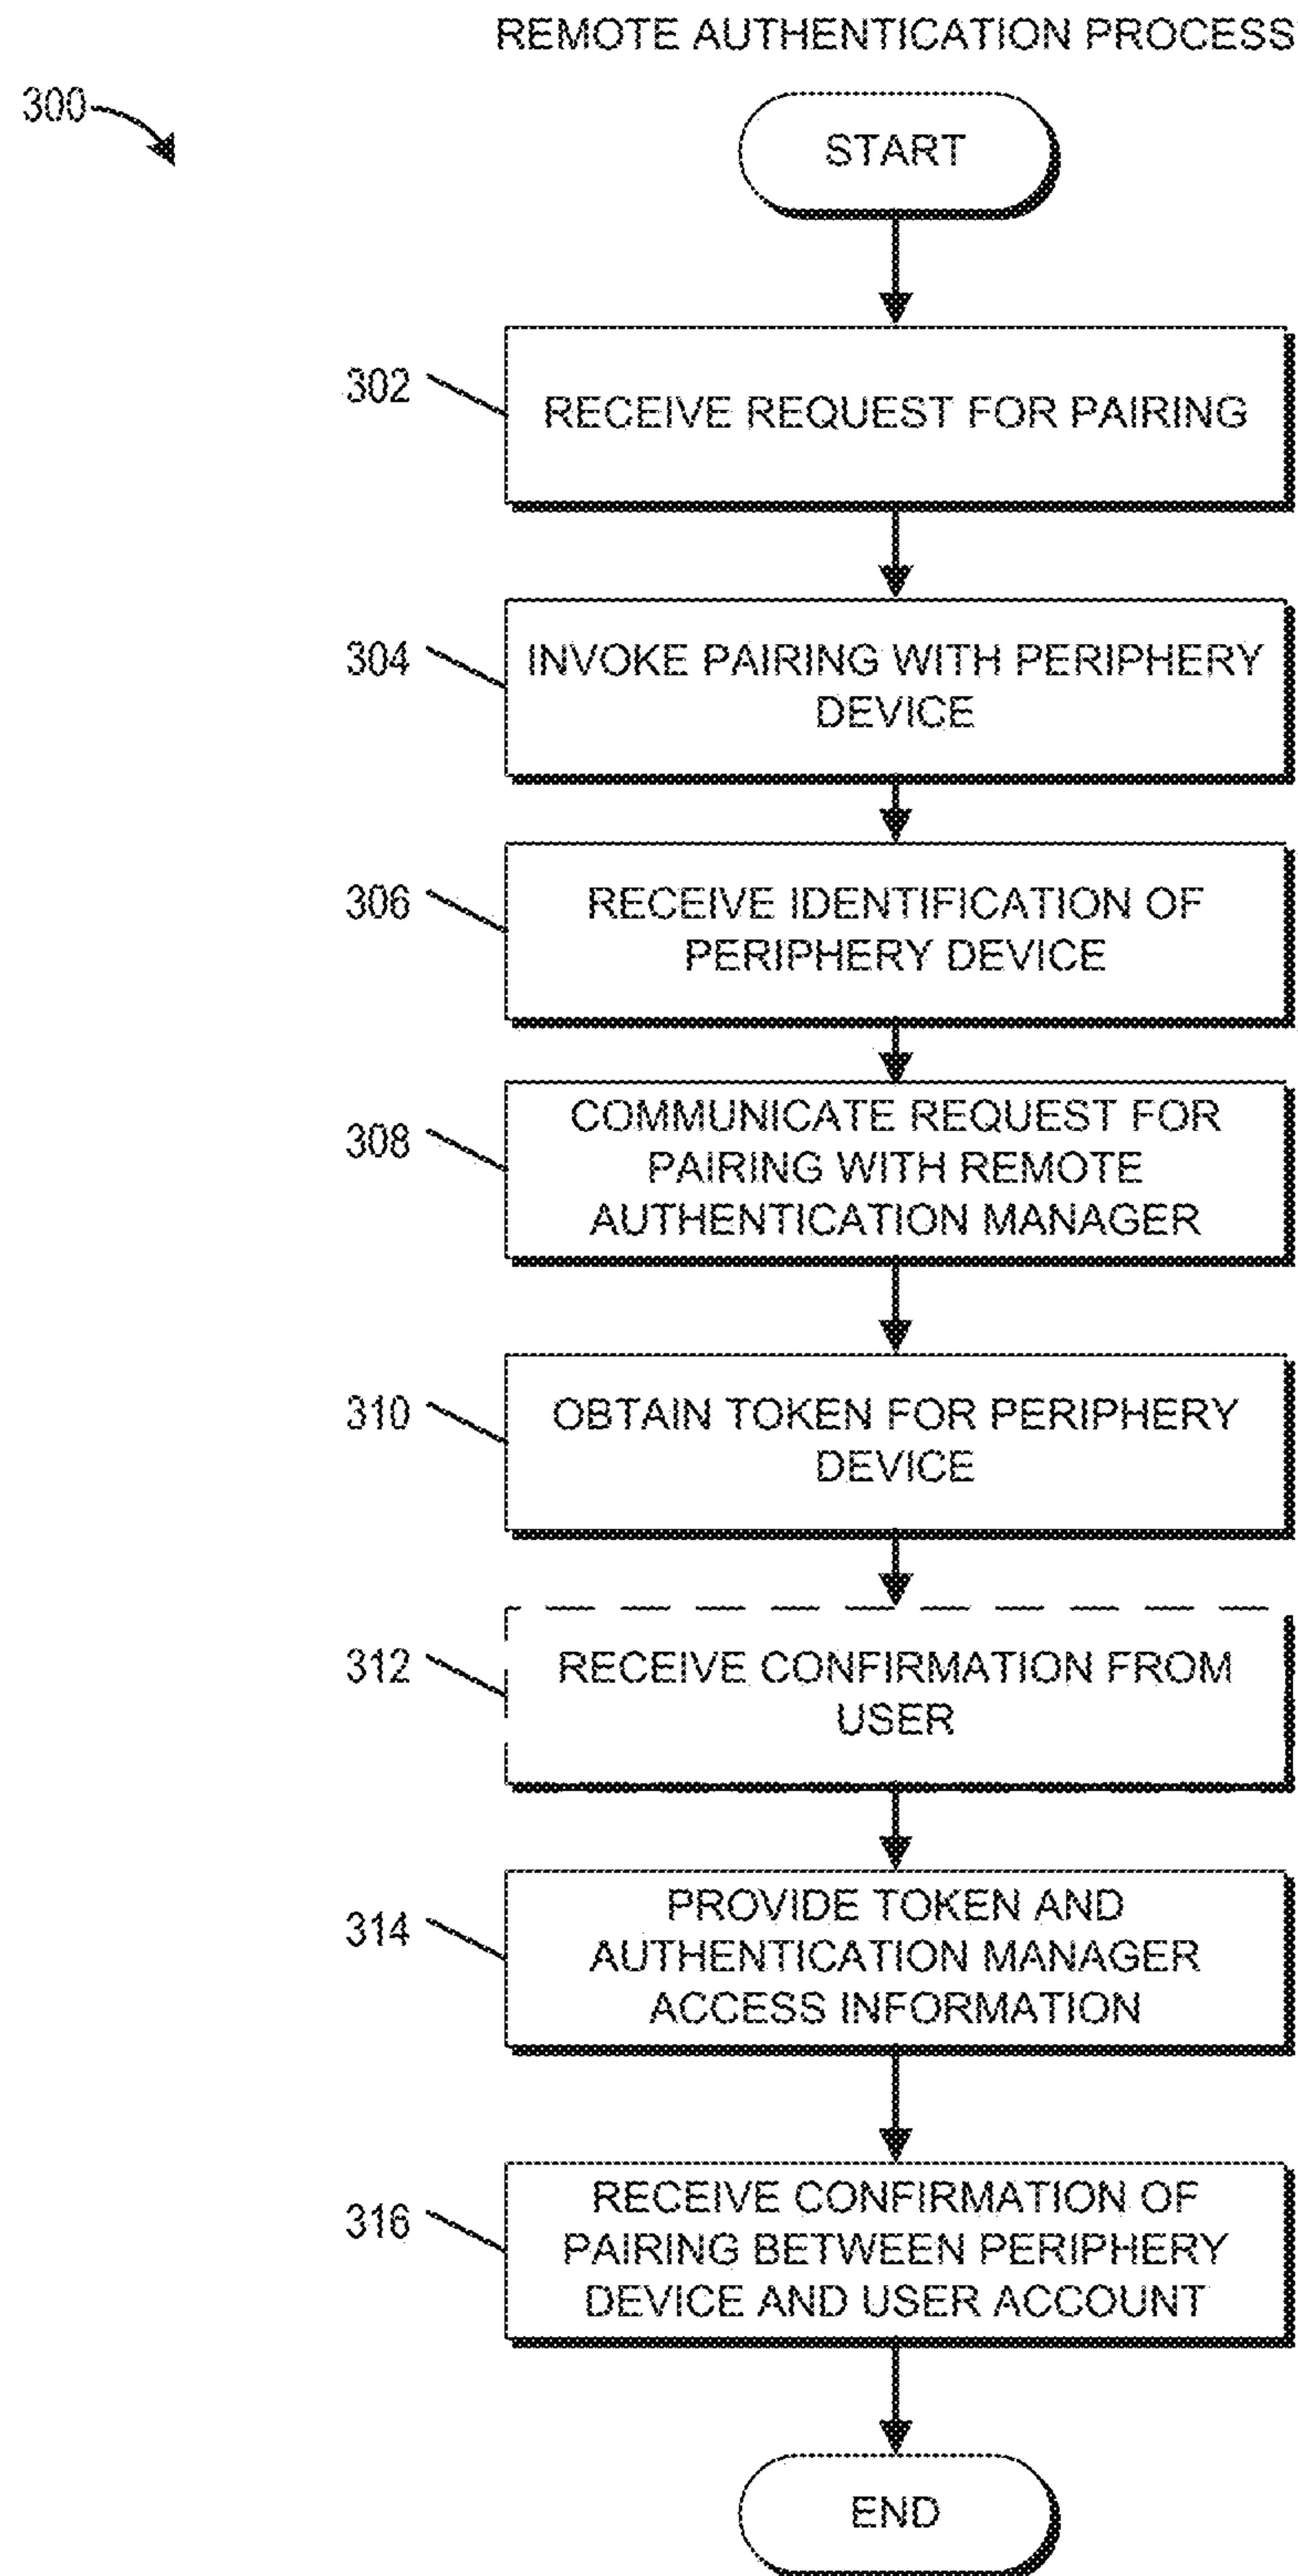 REMOTE AUTHENTICATION PROCESS
300
START
302
RECEIVE REQUEST FOR PAIRING
304
INVOKE PAIRING WITH PERIPHERY
DEVICE
306
RECEIVE IDENTIFICATION OF
PERIPHERY DEVICE
308
COMMUNICATE REQUEST FOR
PAIRING WITH REMOTE
AUTHENTICATION MANAGER
310
OBTAIN TOKEN FOR PERIPHERY
DEVICE
312
RECEIVE CONFIRMATION FROM
USER
314
PROVIDE TOKEN AND
AUTHENTICATION MANAGER
ACCESS INFORMATION
316
RECEIVE CONFIRMATION OF
PAIRING BETWEEN PERIPHERY
DEVICE AND USER ACCOUNT
END